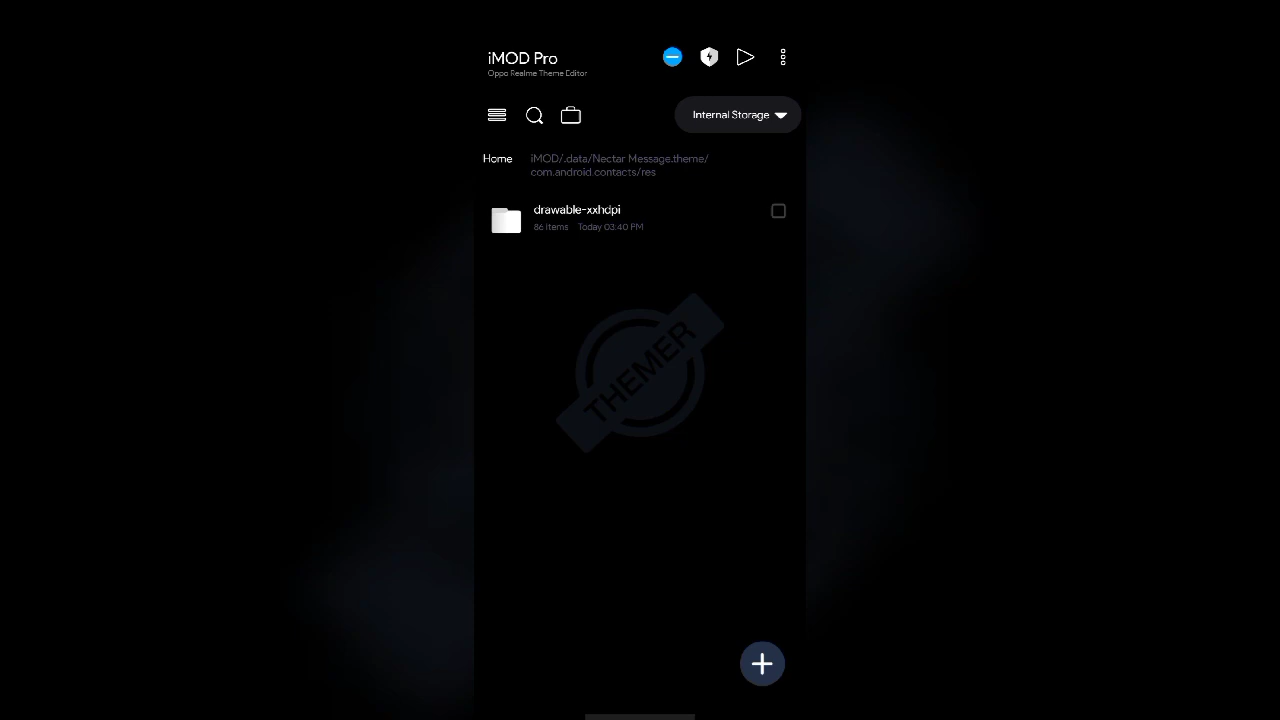 iMOD Pro
Oppo Realme Theme Editor
Internal Storage
Home
iMOD/.data/Nectar Message.theme/
com.android.contacts/res
drawable-xxhdpi
86 Items Today 03:40 PM
THEMER